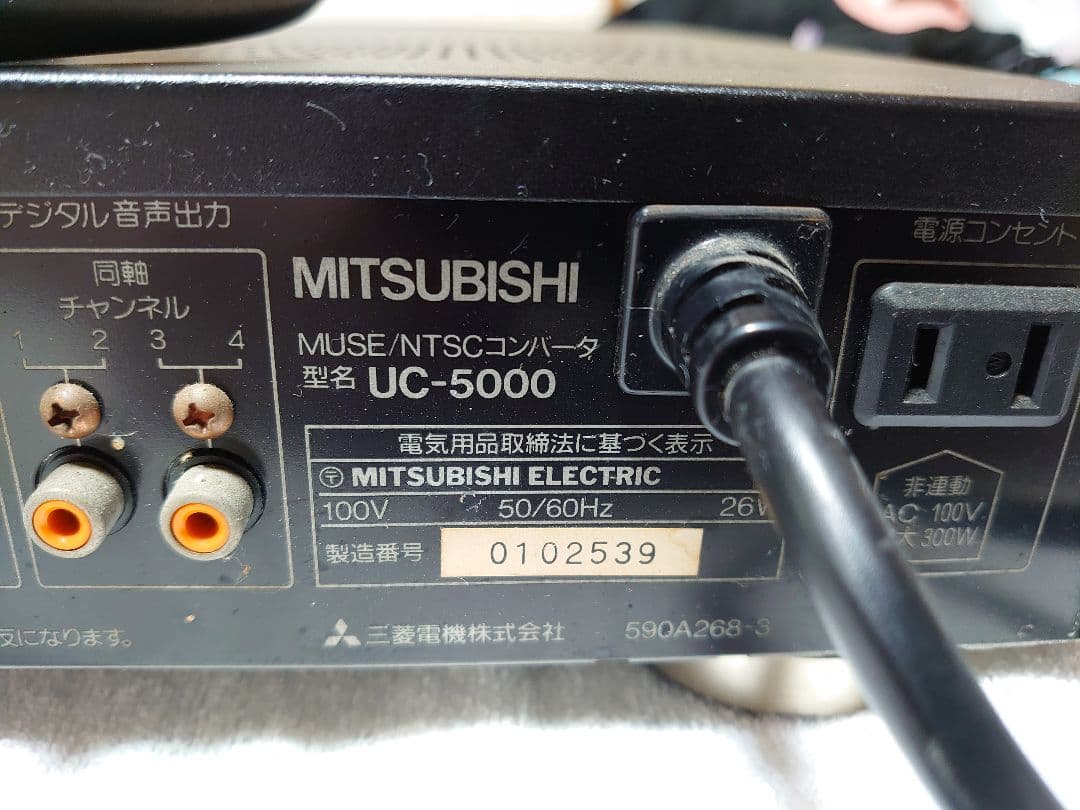 デジタル音声出力
同軸
チャンネル
1 2 3 4
MITSUBISHI
MUSE/NTSCコンバータ
型名 UC-5000
電気用品取締法に基づく表示
〒 MITSUBISHI ELECTRIC
100V 50/60Hz 26W
製造番号 0102539
三菱電機株式会社 590A268-3
になります。
電源コンセント
非連動
AC 100V
大 300W